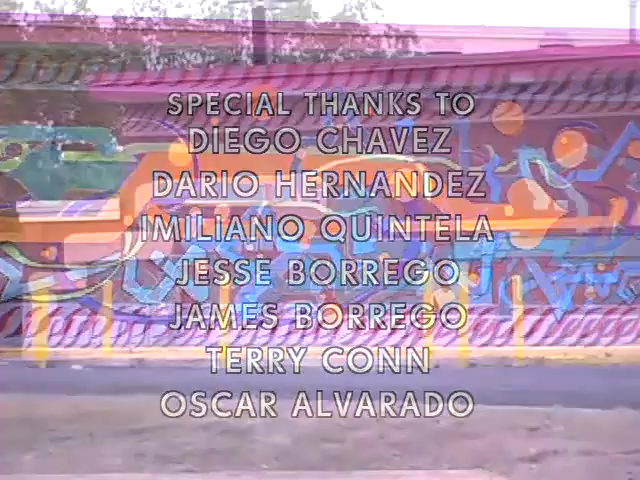 SPECIAL THANKS TO
DIEGO CHAVEZ
DARIO HERNANDEZ
IMILIANO QUINTELA
JESSE BORREGO
JAMES BORREGO
TERRY CONN
OSCAR ALVARADO